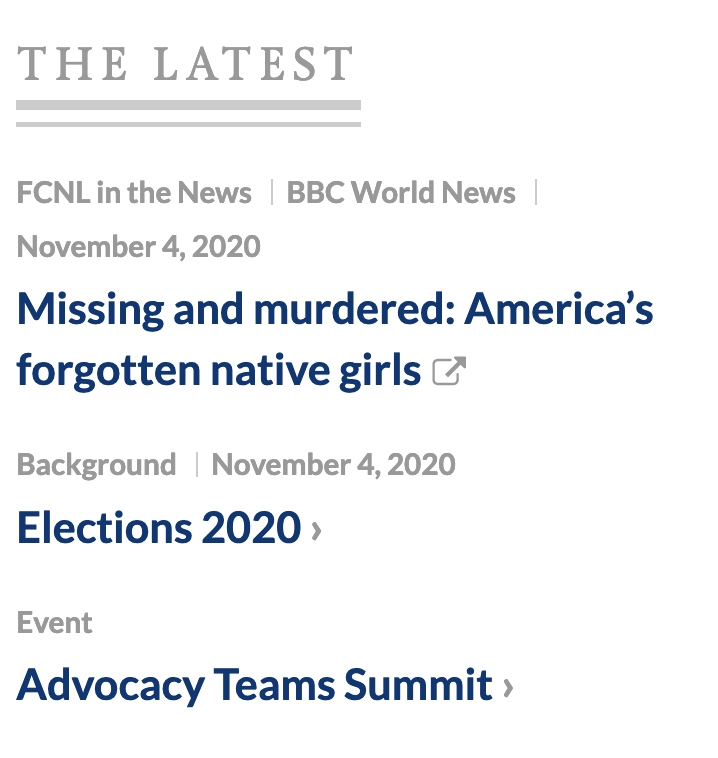 THE LATEST
FCNL in the News | BBC World News |
November 4, 2020
Missing and murdered: America’s
forgotten native girls
Background | November 4, 2020
Elections 2020 ›
Event
Advocacy Teams Summit ›